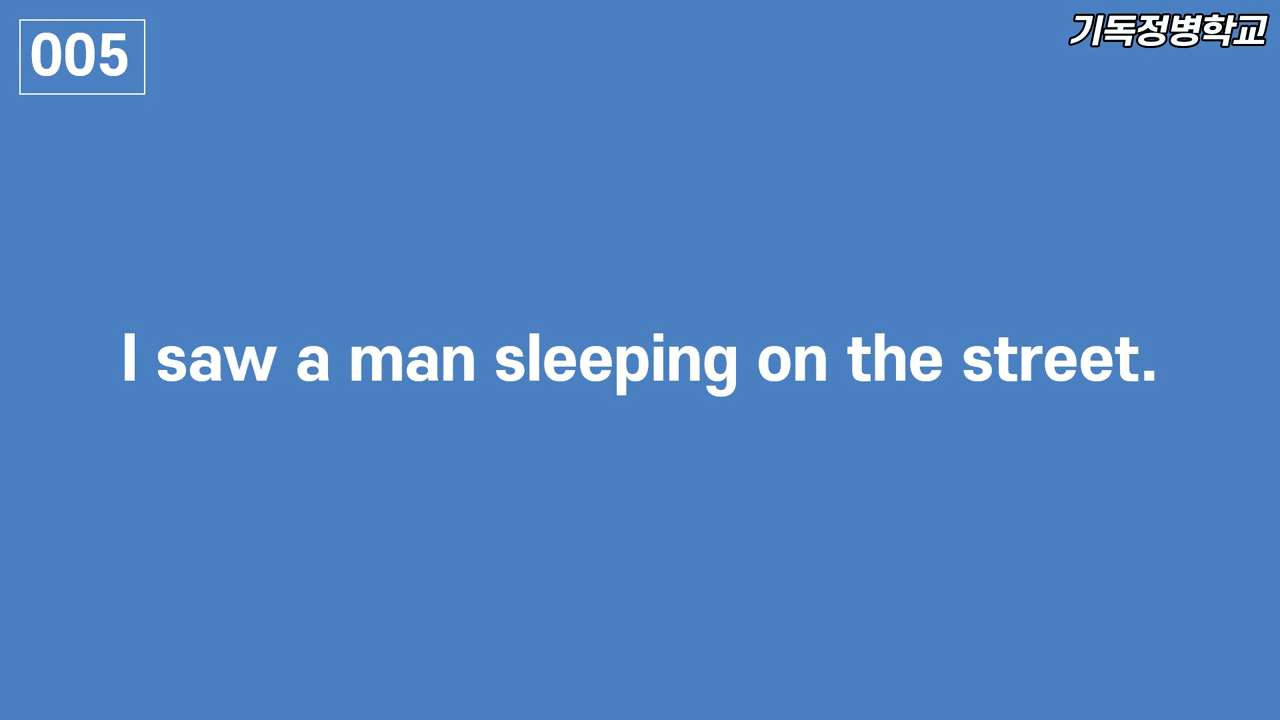 005
기독정병학교
I saw a man sleeping on the street.